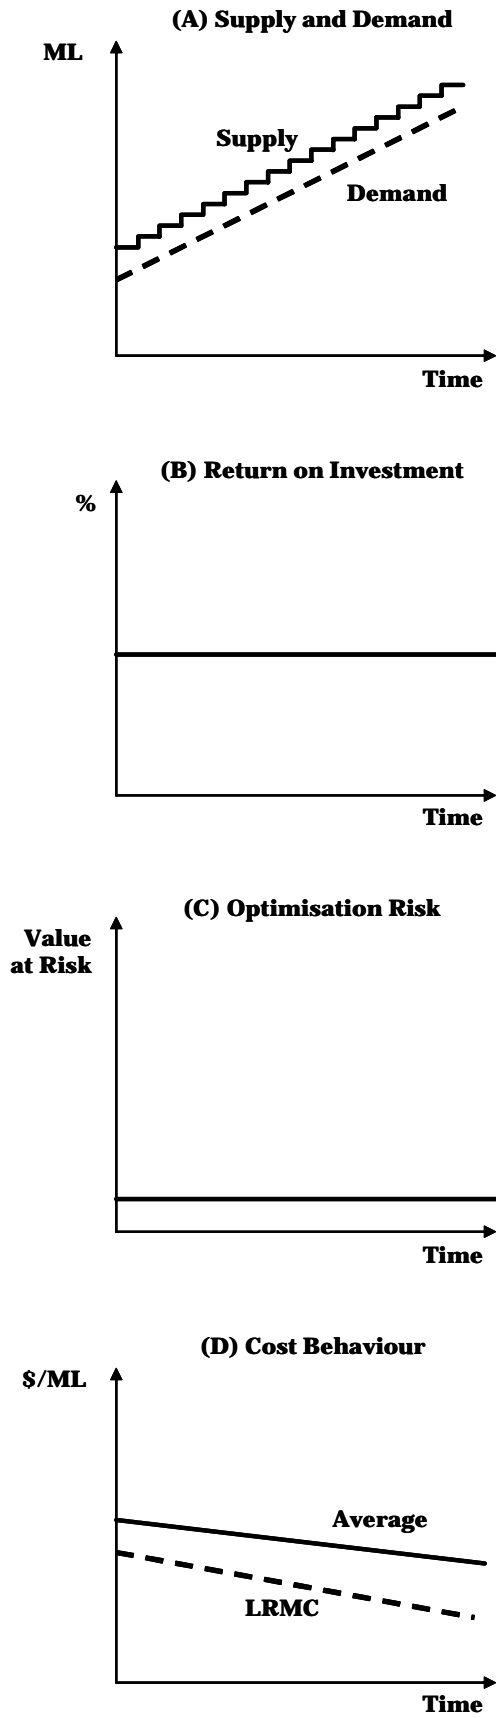 (A) Supply and Demand
ML
Supply
Demand
Time
(B) Return on Investment
%
Time
(C) Optimisation Risk
Value
at Risk
Time
(D) Cost Behaviour
$/ML
Average
LRMC
Time